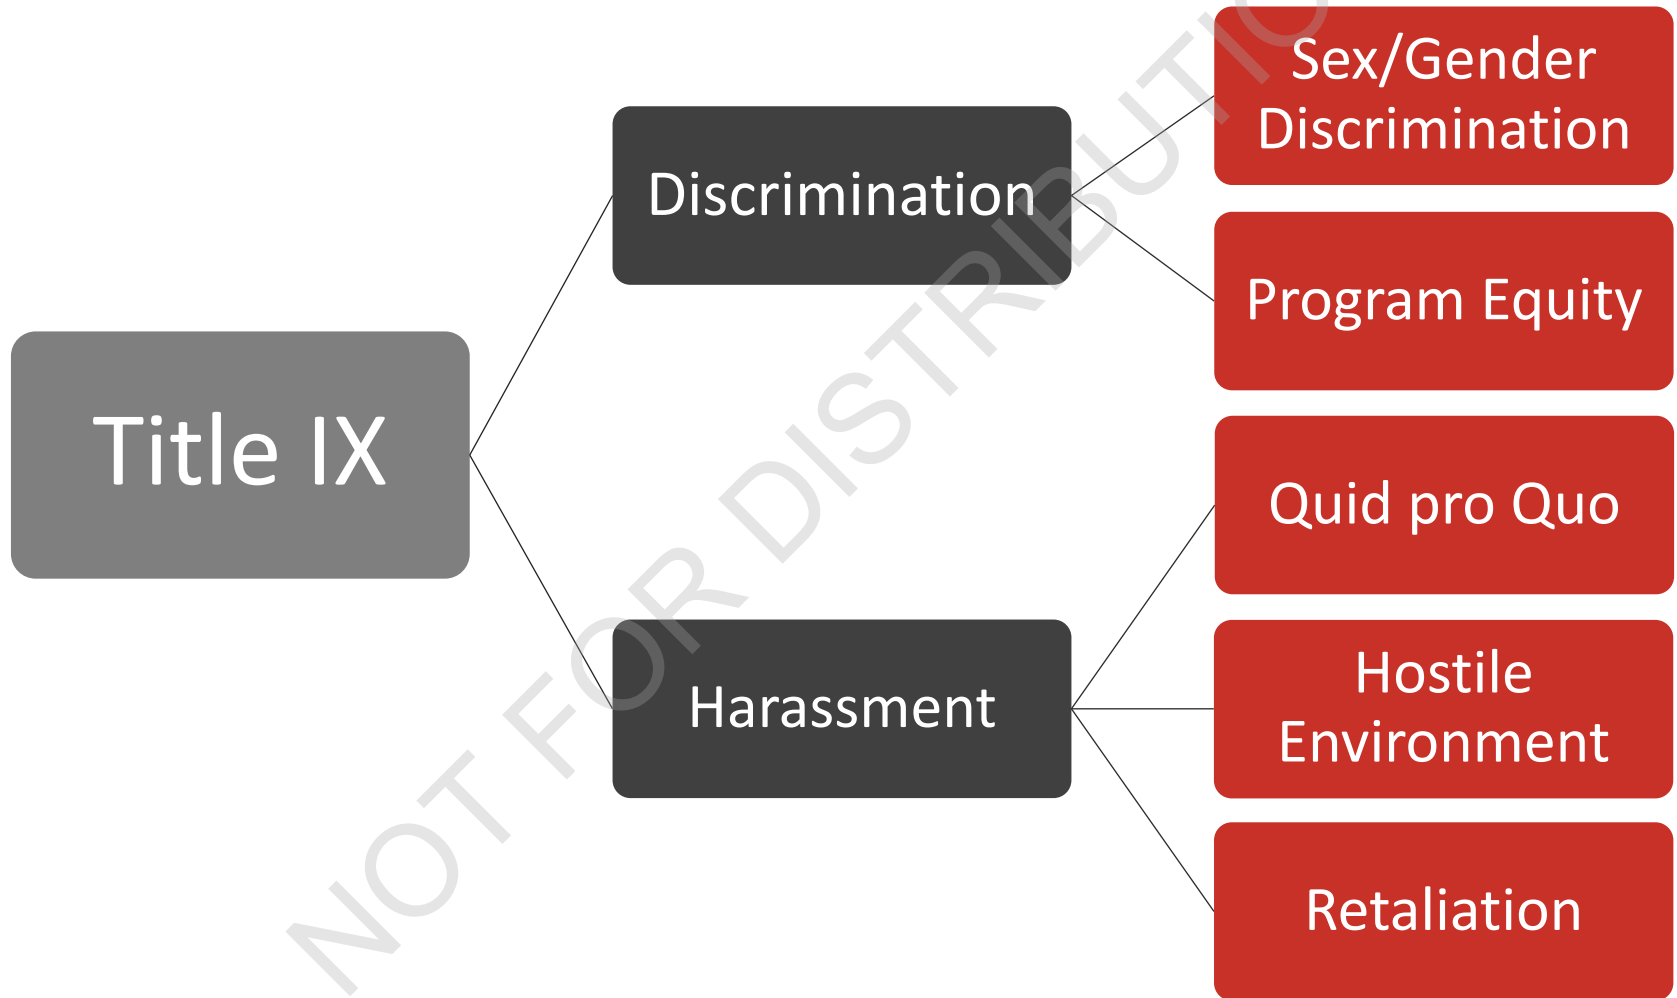 Title IX
Discrimination
Sex/Gender
Discrimination
Program Equity
Harassment
Quid pro Quo
Hostile
Environment
Retaliation
NOT FOR DISTRIBUTIO